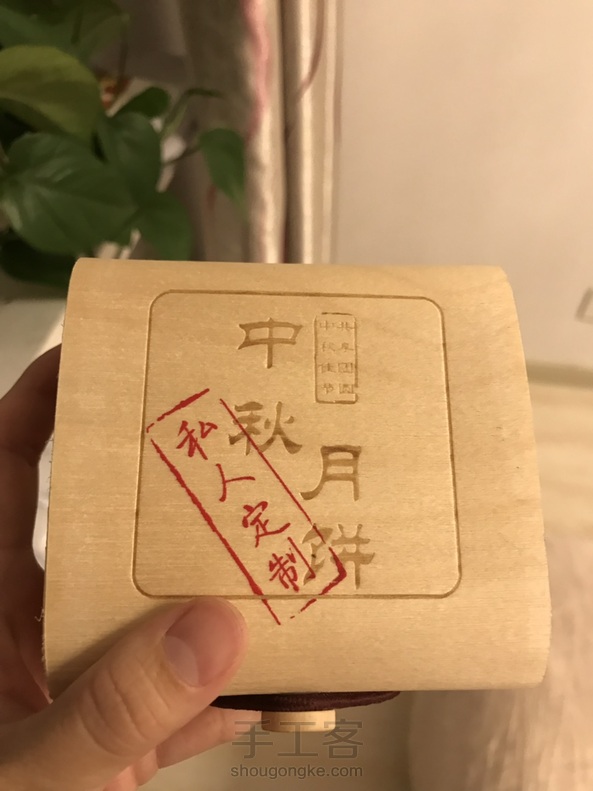 中秋
月饼
共庆团圆
中秋佳节
私人定制
手工客
shougongke.com